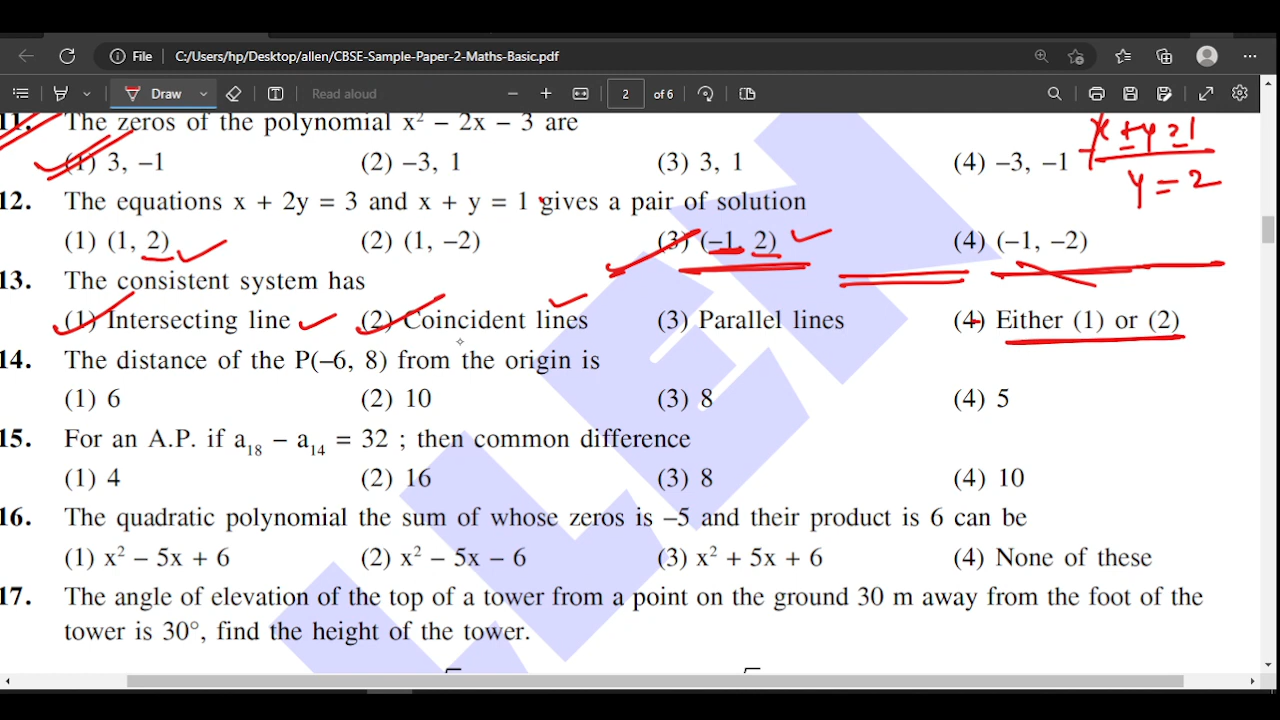 File C:/Users/hp/Desktop/allen/CBSE-Sample-Paper-2-Maths-Basic.pdf
Draw Read aloud 2 of 6
11. The zeros of the polynomial x² – 2x – 3 are
(1) 3, –1 (2) –3, 1 (3) 3, 1 (4) –3, –1
x + y = 1
y = 2
12. The equations x + 2y = 3 and x + y = 1 gives a pair of solution
(1) (1, 2) (2) (1, –2) (3) (–1, 2) (4) (–1, –2)
13. The consistent system has
(1) Intersecting line (2) Coincident lines (3) Parallel lines (4) Either (1) or (2)
14. The distance of the P(–6, 8) from the origin is
(1) 6 (2) 10 (3) 8 (4) 5
15. For an A.P. if a₁₈ – a₁₄ = 32 ; then common difference
(1) 4 (2) 16 (3) 8 (4) 10
16. The quadratic polynomial the sum of whose zeros is –5 and their product is 6 can be
(1) x² – 5x + 6 (2) x² – 5x – 6 (3) x² + 5x + 6 (4) None of these
17. The angle of elevation of the top of a tower from a point on the ground 30 m away from the foot of the
tower is 30°, find the height of the tower.